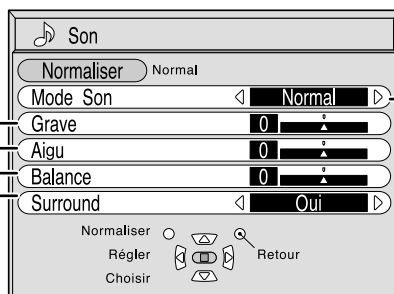 Son
Normaliser Normal
Mode Son Normal
Grave 0
Aigu 0
Balance 0
Surround Oui
Normaliser
Régler Retour
Choisir